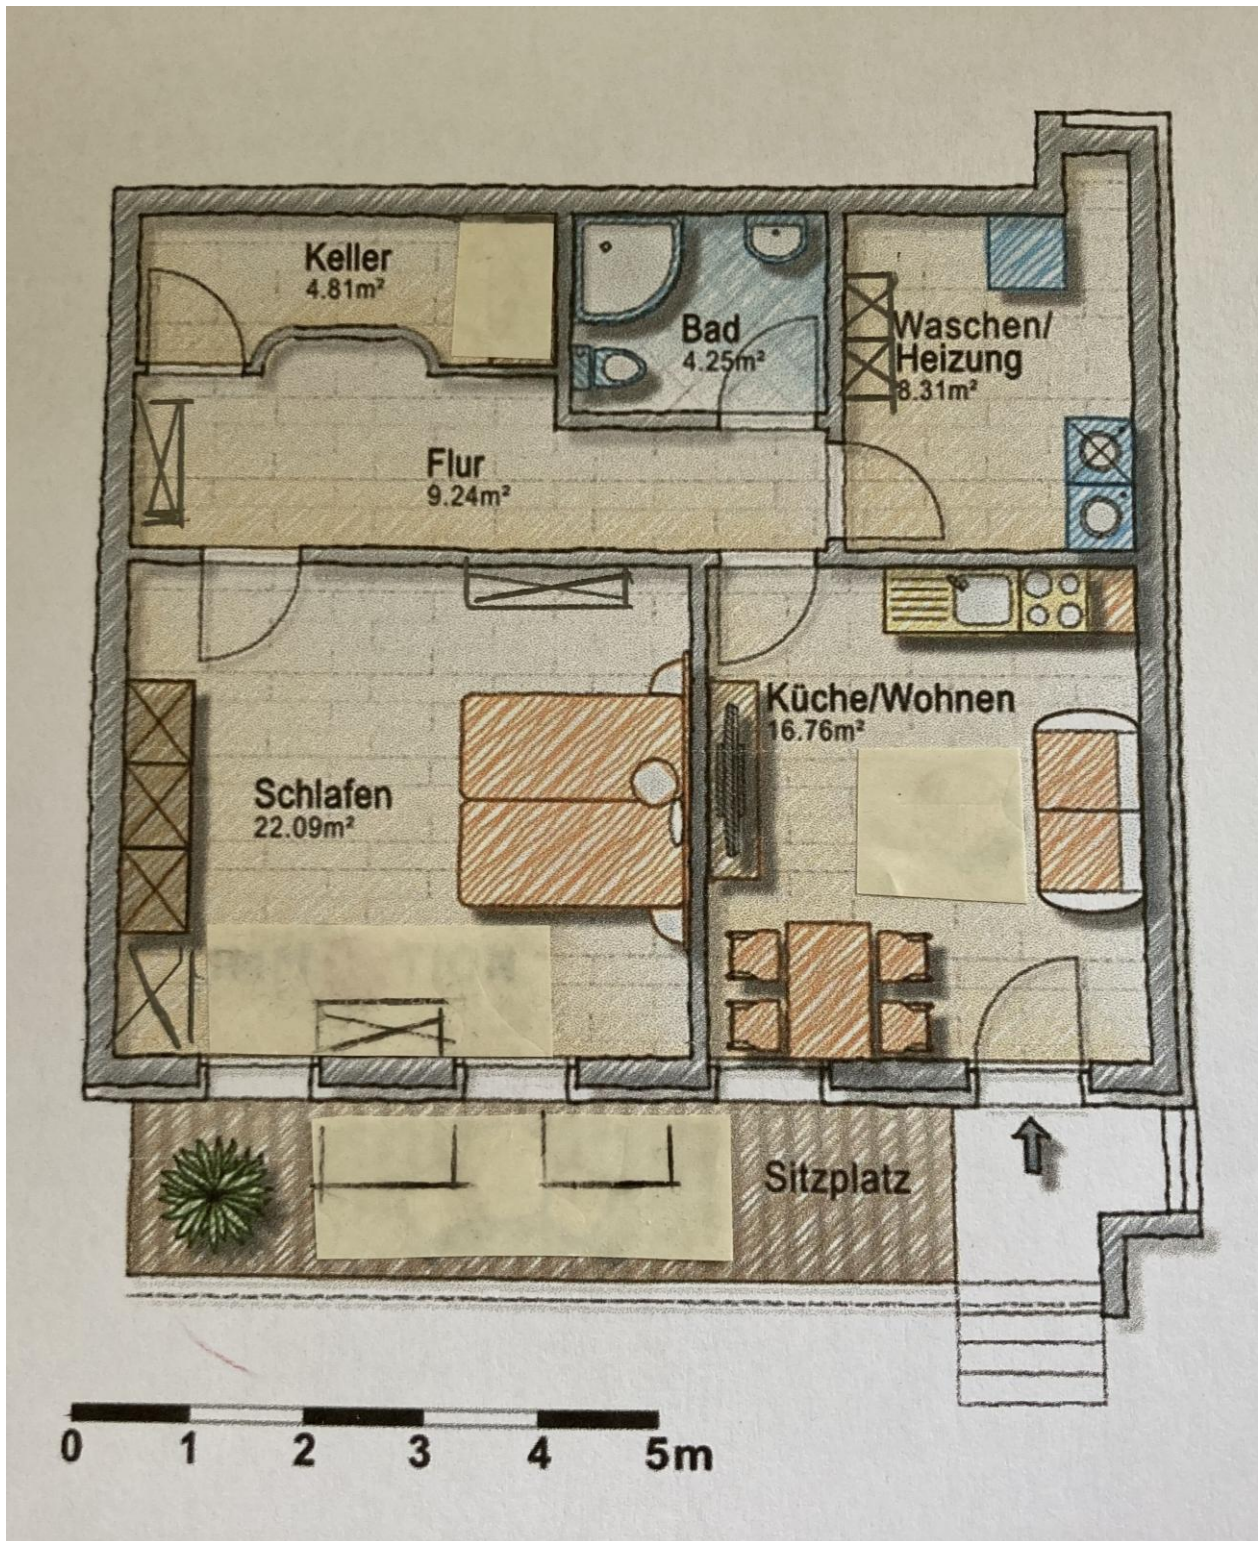 Keller
4.81m²
Bad
4.25m²
Waschen/
Heizung
8.31m²
Flur
9.24m²
Küche/Wohnen
16.76m²
Schlafen
22.09m²
Sitzplatz
0 1 2 3 4 5m